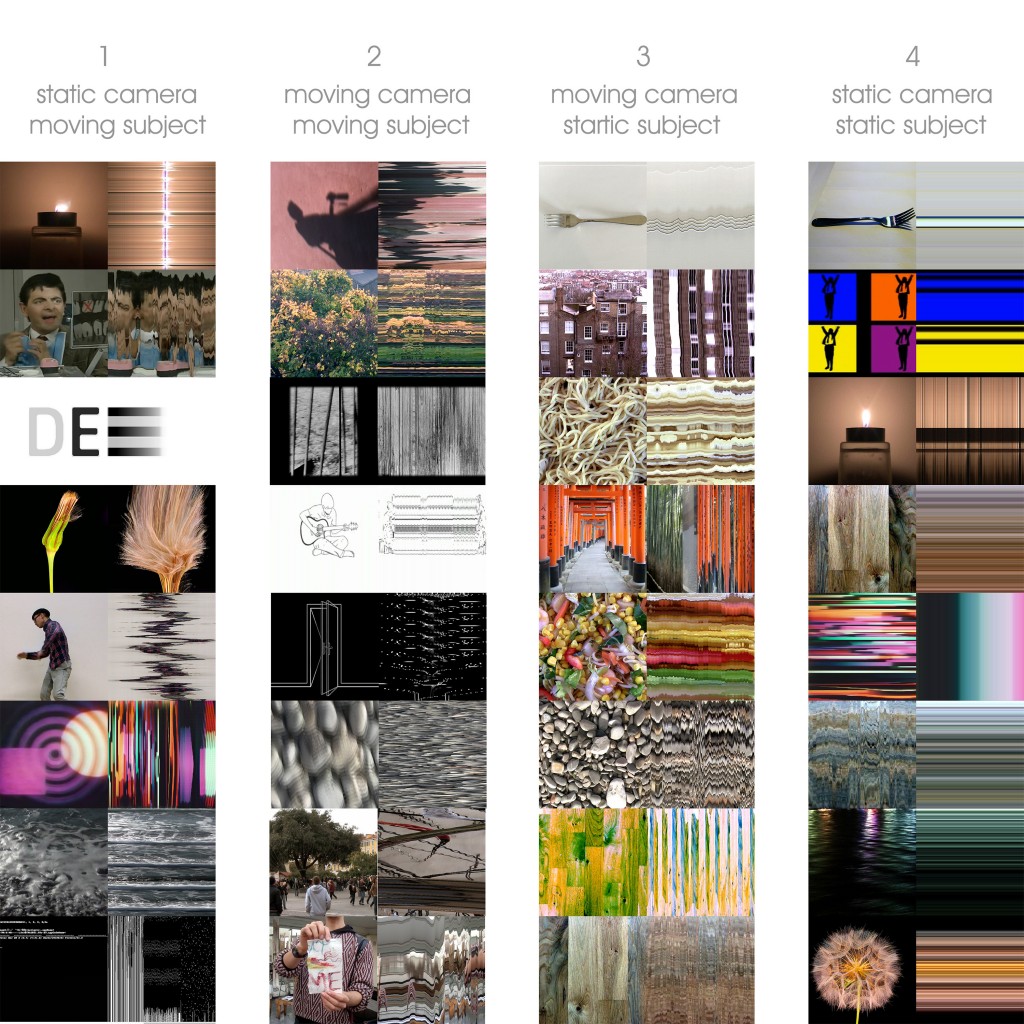 1
static camera
moving subject
2
moving camera
moving subject
3
moving camera
startic subject
4
static camera
static subject
DE